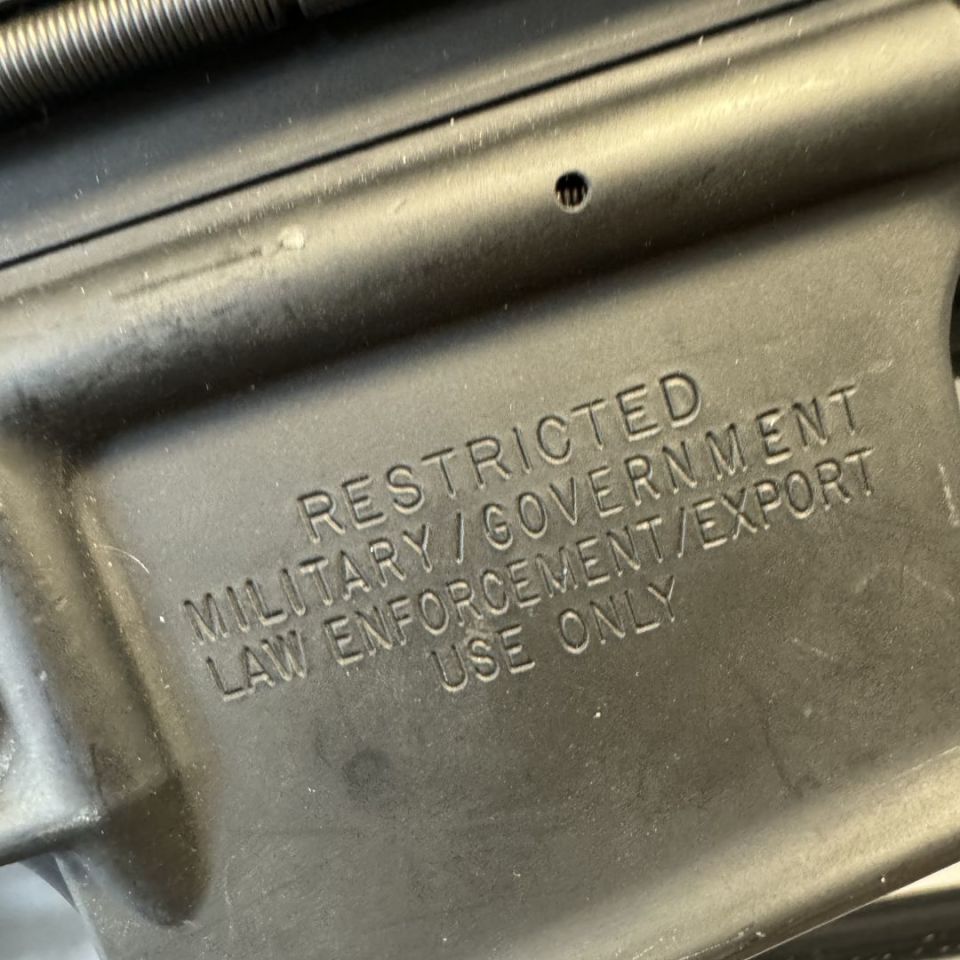 RESTRICTED
MILITARY/GOVERNMENT
LAW ENFORCEMENT/EXPORT
USE ONLY